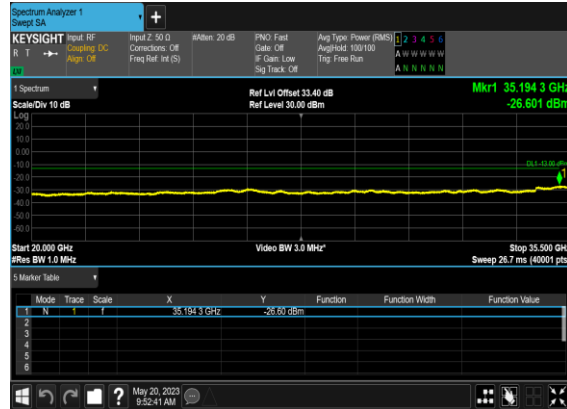 Spectrum Analyzer 1
Swept SA
+
KEYSIGHT Input: RF Input Z: 50 Ω #Atten: 20 dB PNO: Fast Avg Type: Power (RMS) 1 2 3 4 5 6
R T Coupling: DC Corrections: Off Gate: Off Avg|Hold: 100/100 A W W W W W
Align: Off Freq Ref: Int (S) IF Gain: Low Trig: Free Run
Sig Track: Off A N N N N N
1 Spectrum Ref Lvl Offset 33.40 dB Mkr1 35.194 3 GHz
Scale/Div 10 dB Ref Level 30.00 dBm -26.601 dBm
Log
20.0
10.0
0.00
-10.0 DL1 -13.00 dBm
-20.0 1
-30.0
-40.0
-50.0
-60.0
Start 20.000 GHz Video BW 3.0 MHz* Stop 35.500 GHz
#Res BW 1.0 MHz Sweep 26.7 ms (40001 pts
5 Marker Table
Mode Trace Scale X Y Function Function Width Function Value
1 N 1 f 35.194 3 GHz -26.60 dBm
2
3
4
5
6
? May 20, 2023
9:52:41 AM